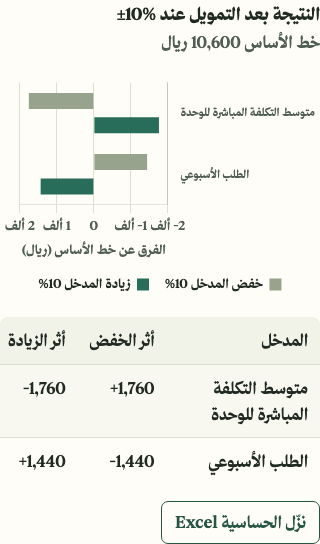 النتيجة بعد التمويل عند ‎±10%‎
خط الأساس 10,600 ريال
متوسط التكلفة المباشرة للوحدة
الطلب الأسبوعي
‎-2 ألف ‎-1 ألف 0 1 ألف 2 ألف
الفرق عن خط الأساس (ريال)
خفض المدخل 10% زيادة المدخل 10%
المدخل أثر الخفض أثر الزيادة
متوسط التكلفة ‎+1,760 ‎-1,760
المباشرة للوحدة
الطلب الأسبوعي ‎-1,440 ‎+1,440
نزّل الحساسية Excel